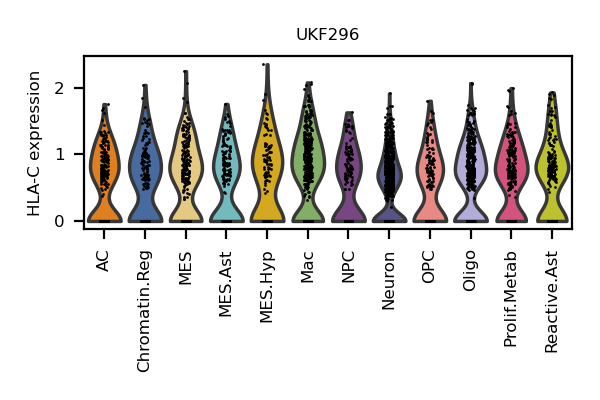 UKF296
HLA-C expression
2
1
0
AC
Chromatin.Reg
MES
MES.Ast
MES.Hyp
Mac
NPC
Neuron
OPC
Oligo
Prolif.Metab
Reactive.Ast